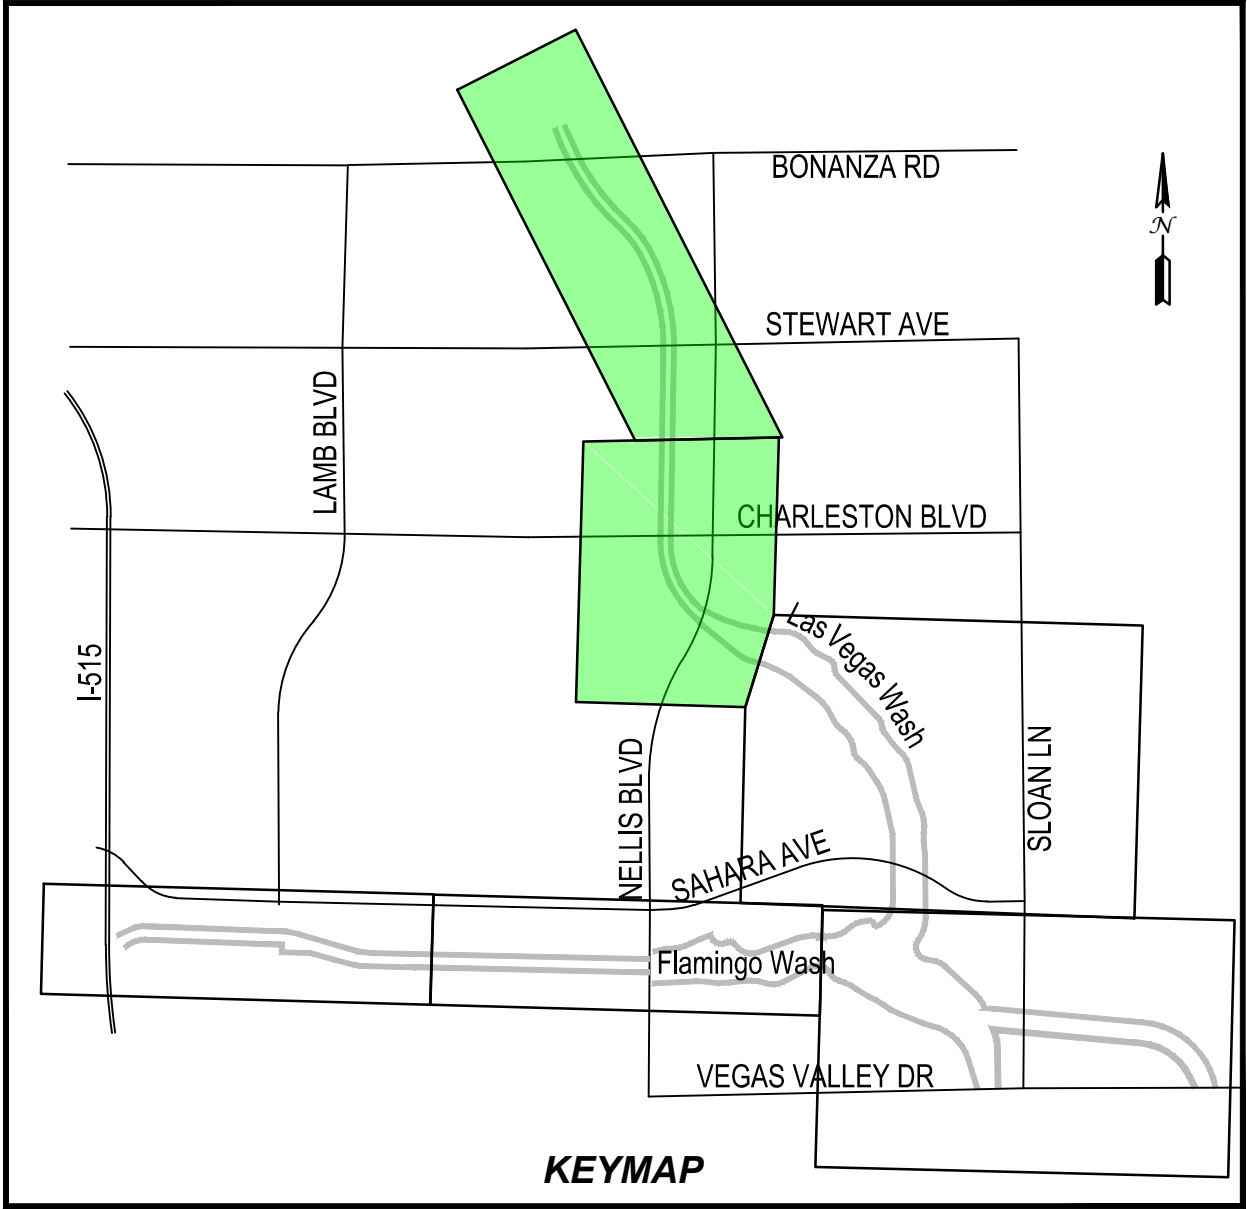 BONANZA RD
N
STEWART AVE
LAMB BLVD
CHARLESTON BLVD
Las Vegas Wash
I-515
SLOAN LN
NELLIS BLVD
SAHARA AVE
Flamingo Wash
VEGAS VALLEY DR
KEYMAP